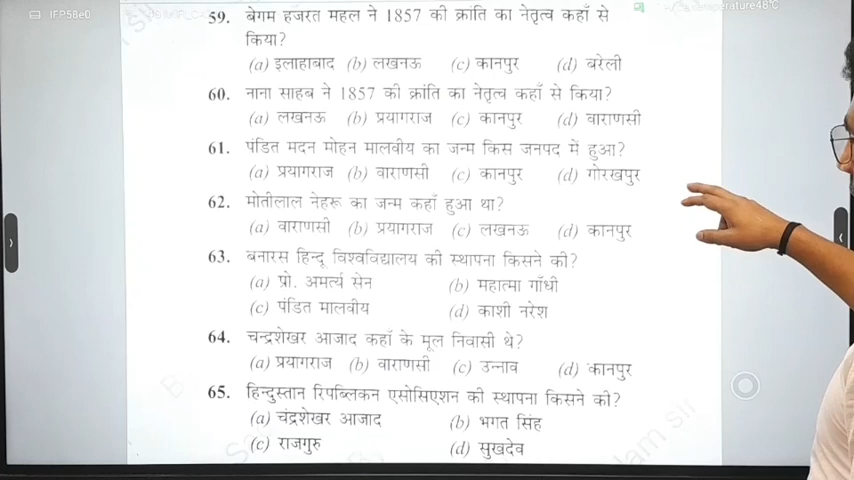 IFP58e0
Temperature48°C
59. बेगम हजरत महल ने 1857 की क्रांति का नेतृत्व कहाँ से
किया?
(a) इलाहाबाद (b) लखनऊ (c) कानपुर (d) बरेली
60. नाना साहब ने 1857 की क्रांति का नेतृत्व कहाँ से किया?
(a) लखनऊ (b) प्रयागराज (c) कानपुर (d) वाराणसी
61. पंडित मदन मोहन मालवीय का जन्म किस जनपद में हुआ?
(a) प्रयागराज (b) वाराणसी (c) कानपुर (d) गोरखपुर
62. मोतीलाल नेहरू का जन्म कहाँ हुआ था?
(a) वाराणसी (b) प्रयागराज (c) लखनऊ (d) कानपुर
63. बनारस हिन्दू विश्वविद्यालय की स्थापना किसने की?
(a) प्रो. अमर्त्य सेन (b) महात्मा गाँधी
(c) पंडित मालवीय (d) काशी नरेश
64. चन्द्रशेखर आजाद कहाँ के मूल निवासी थे?
(a) प्रयागराज (b) वाराणसी (c) उन्नाव (d) कानपुर
65. हिन्दुस्तान रिपब्लिकन एसोसिएशन की स्थापना किसने की?
(a) चंद्रशेखर आजाद (b) भगत सिंह
(c) राजगुरु (d) सुखदेव